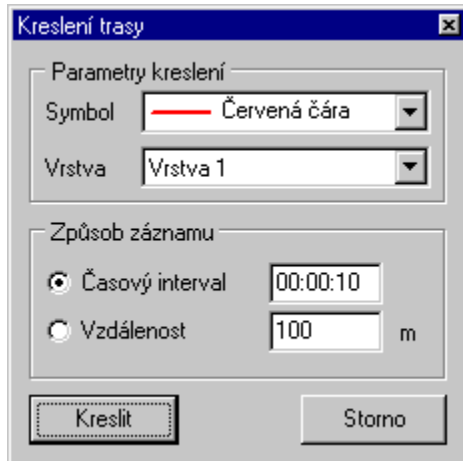 Kreslení trasy
Parametry kreslení
Symbol Červená čára
Vrstva Vrstva 1
Způsob záznamu
Časový interval 00:00:10
Vzdálenost 100 m
Kreslit Storno